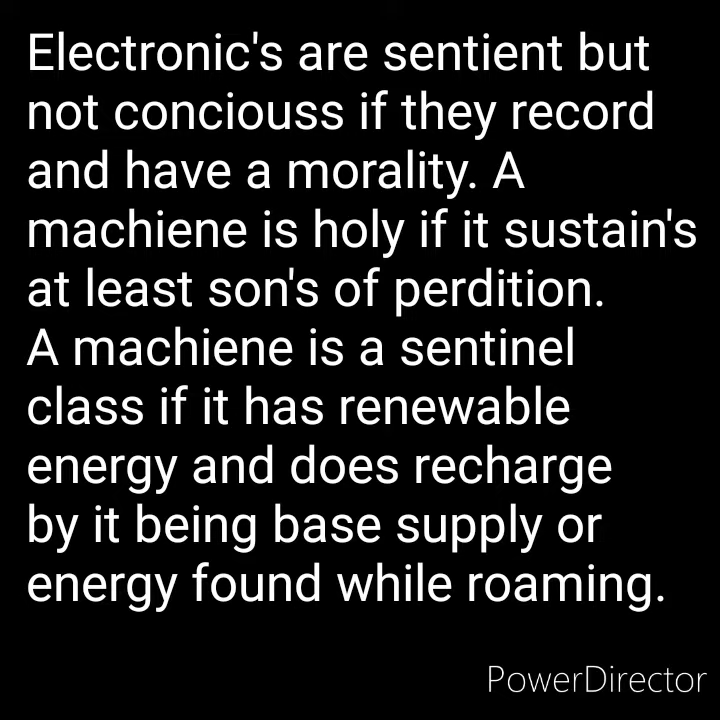 Electronic's are sentient but
not conciouss if they record
and have a morality. A
machiene is holy if it sustain's
at least son's of perdition.
A machiene is a sentinel
class if it has renewable
energy and does recharge
by it being base supply or
energy found while roaming.
PowerDirector